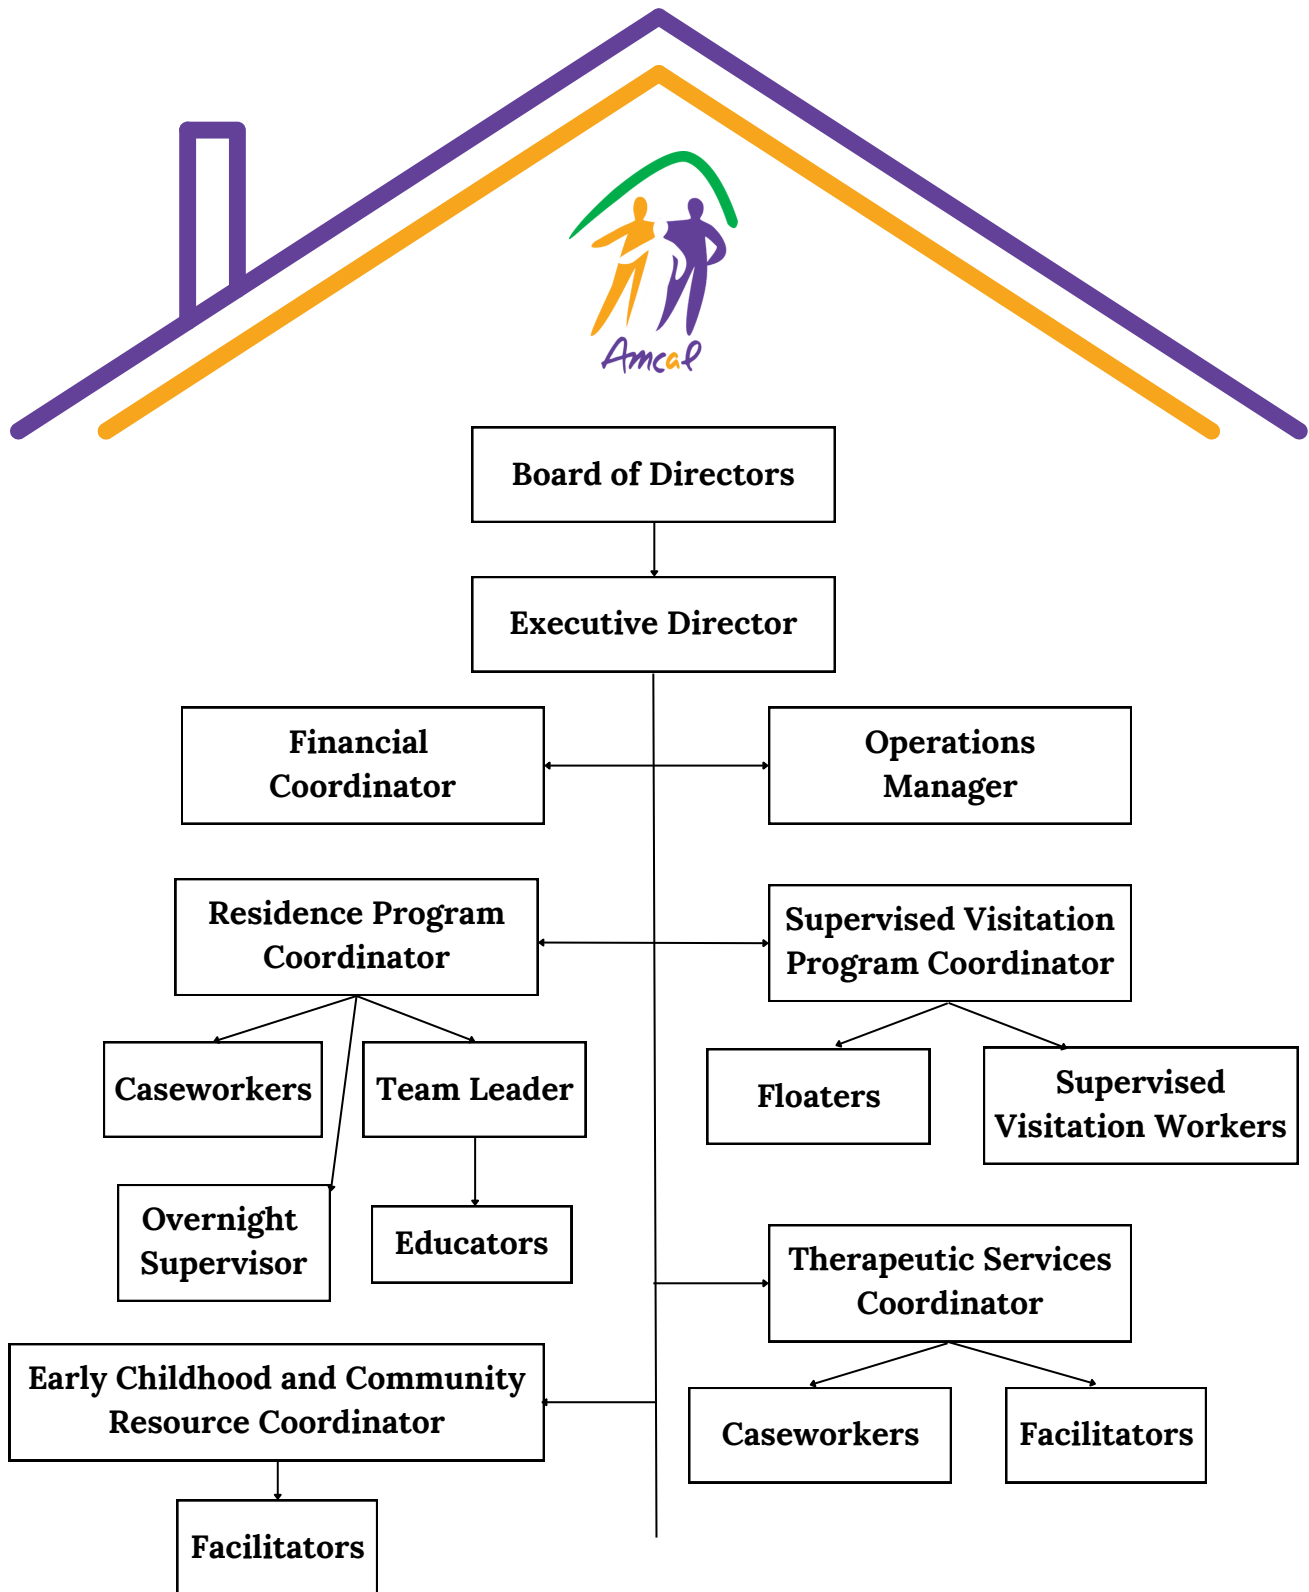 Amcal
Board of Directors
Executive Director
Financial
Coordinator
Operations
Manager
Residence Program
Coordinator
Supervised Visitation
Program Coordinator
Caseworkers
Team Leader
Floaters
Supervised
Visitation Workers
Overnight
Supervisor
Educators
Therapeutic Services
Coordinator
Early Childhood and Community
Resource Coordinator
Caseworkers
Facilitators
Facilitators